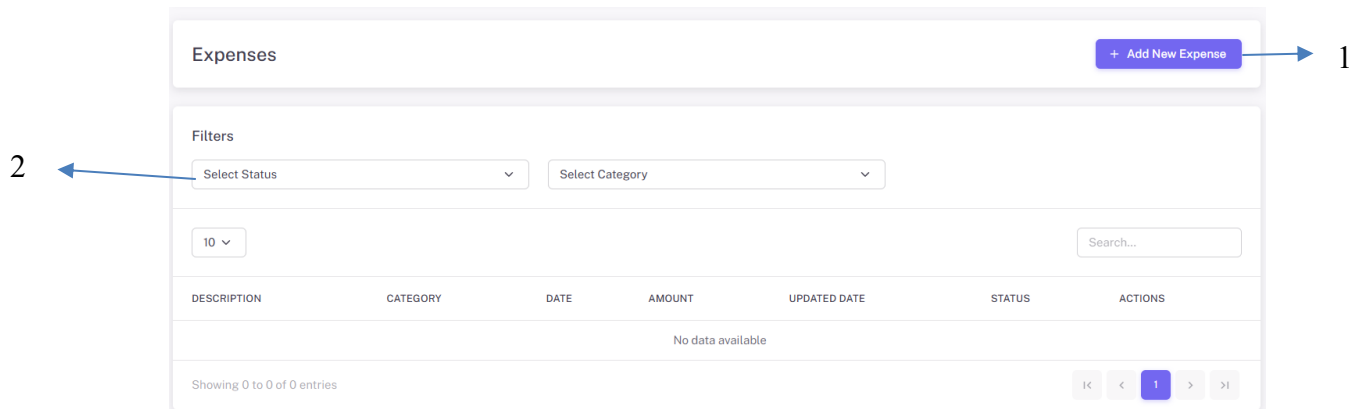 Expenses
+ Add New Expense
1
Filters
2
Select Status
Select Category
10
Search...
DESCRIPTION CATEGORY DATE AMOUNT UPDATED DATE STATUS ACTIONS
No data available
Showing 0 to 0 of 0 entries
1